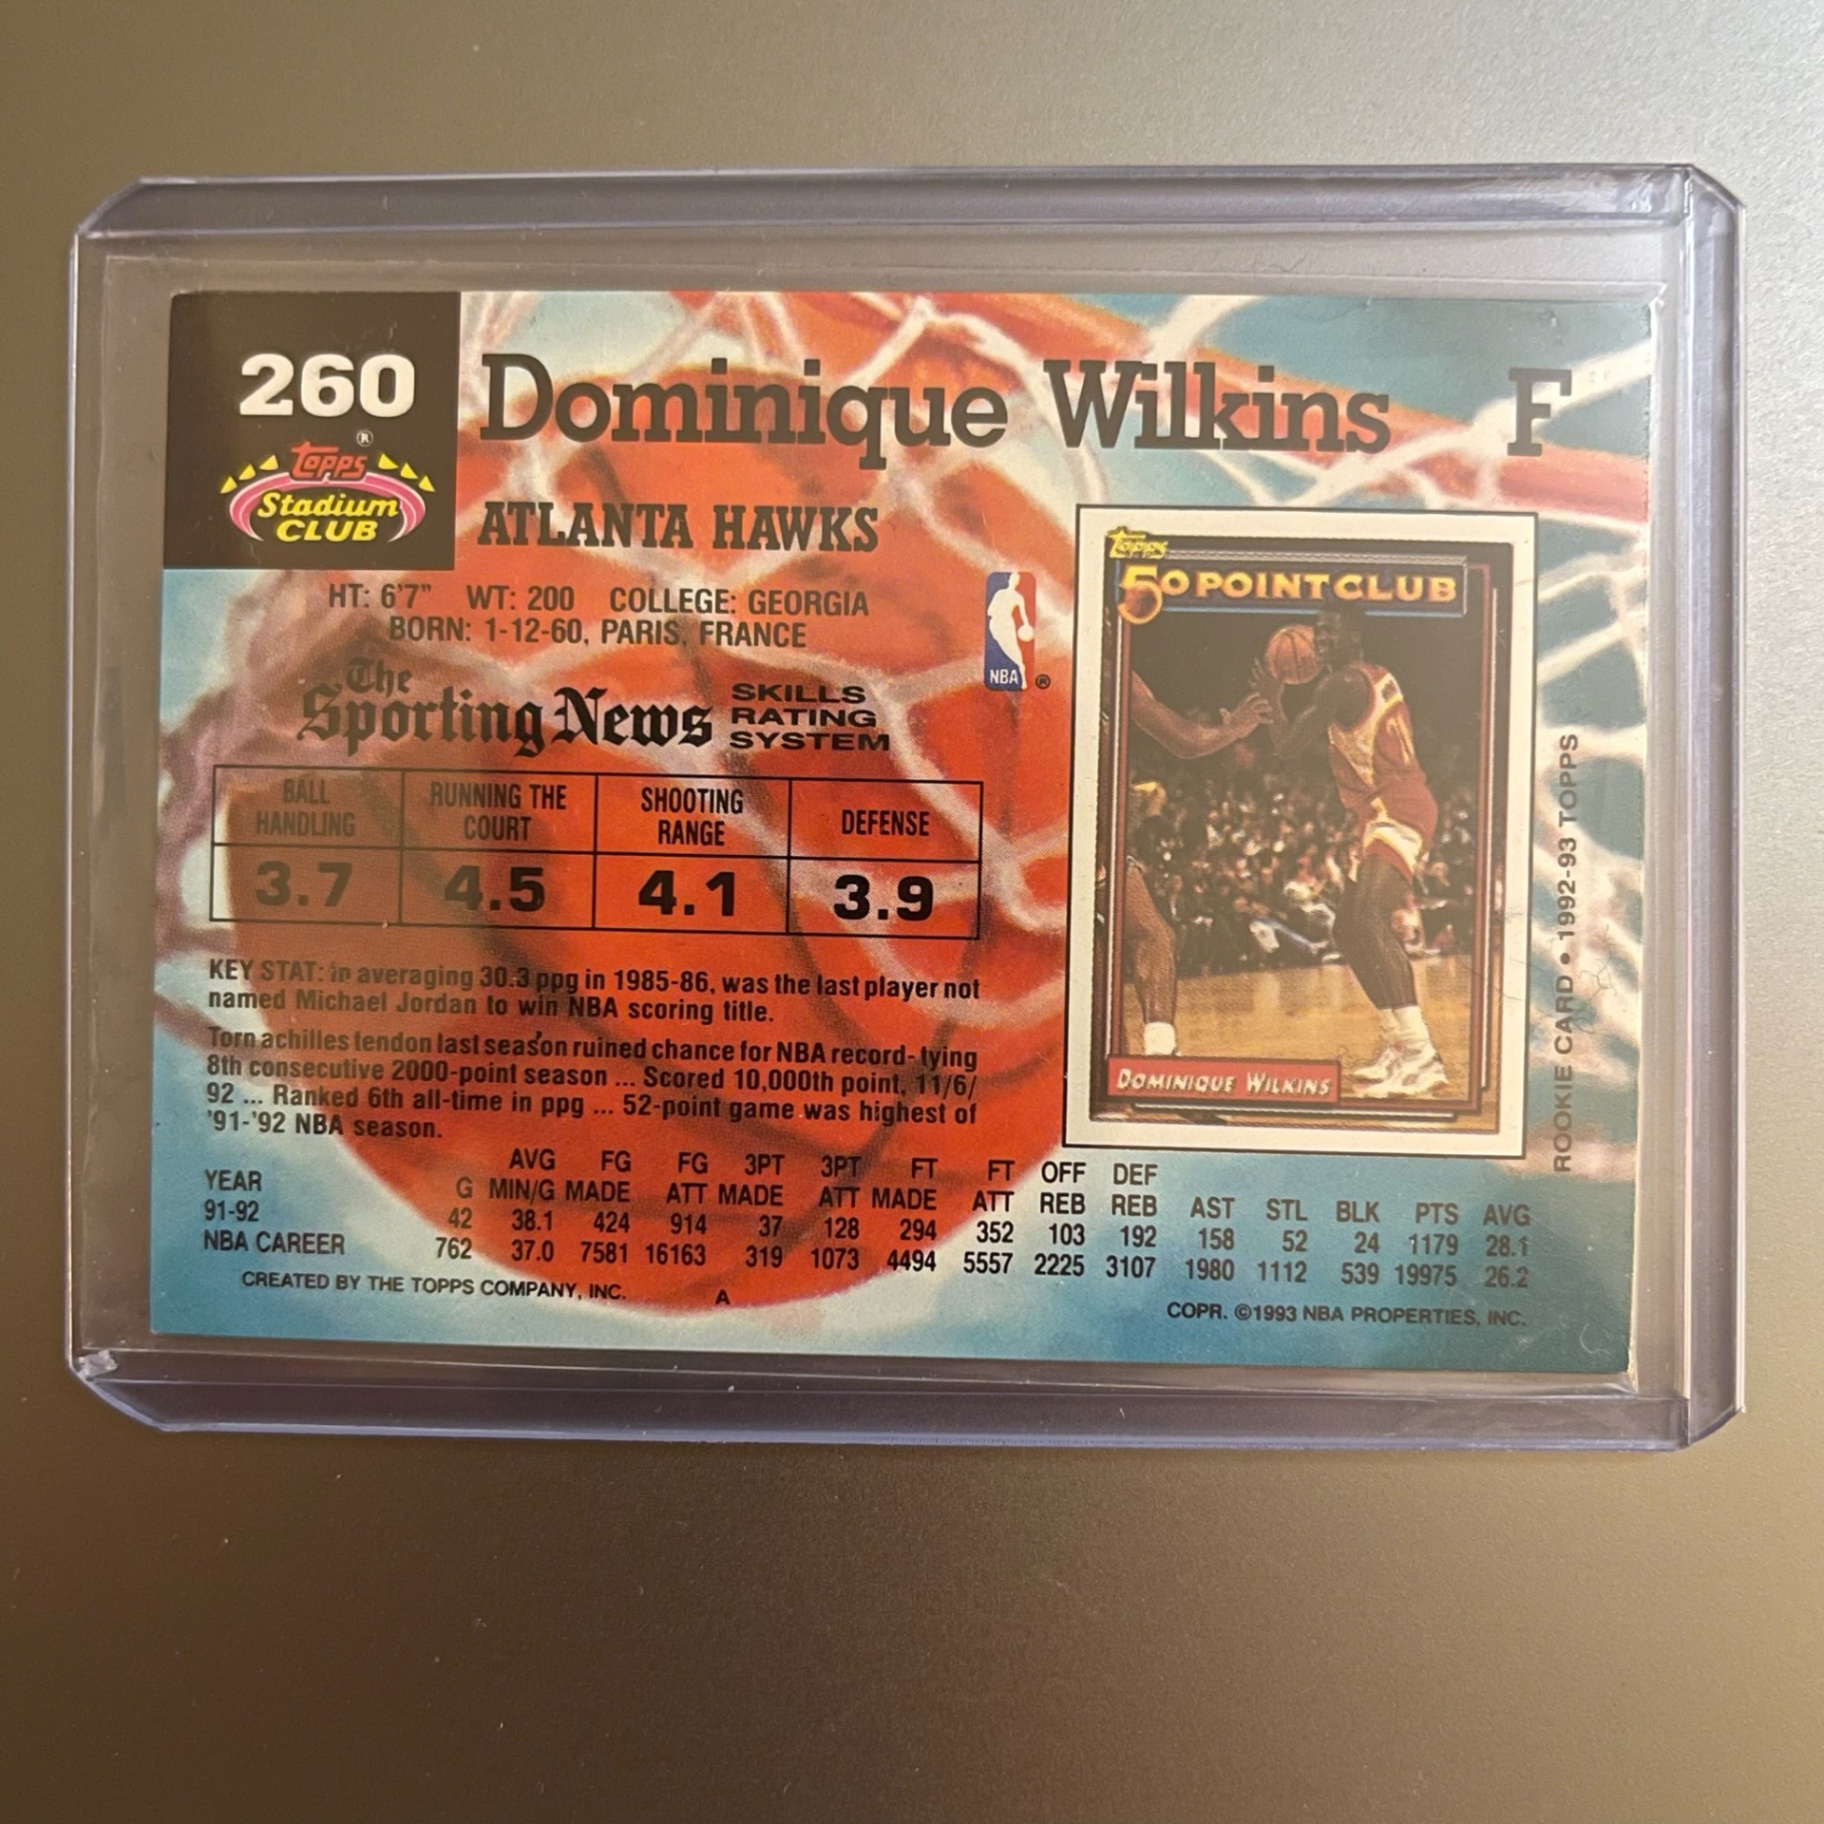 260
Dominique Wilkins F
Topps ®
Stadium
CLUB
ATLANTA HAWKS
HT: 6'7" WT: 200 COLLEGE: GEORGIA
BORN: 1-12-60, PARIS, FRANCE
NBA ®
The
Sporting News
SKILLS
RATING
SYSTEM
BALL HANDLING RUNNING THE COURT SHOOTING RANGE DEFENSE
3.7 4.5 4.1 3.9
KEY STAT: in averaging 30.3 ppg in 1985-86, was the last player not
named Michael Jordan to win NBA scoring title.
Torn achilles tendon last season ruined chance for NBA record-tying
8th consecutive 2000-point season ... Scored 10,000th point, 11/6/
92 ... Ranked 6th all-time in ppg ... 52-point game was highest of
'91-'92 NBA season.
Topps
50 POINT CLUB
DOMINIQUE WILKINS
ROOKIE CARD • 1992-93 TOPPS
AVG FG FG 3PT 3PT FT FT OFF DEF
YEAR G MIN/G MADE ATT MADE ATT MADE ATT REB REB AST STL BLK PTS AVG
91-92 42 38.1 424 914 37 128 294 352 103 192 158 52 24 1179 28.1
NBA CAREER 762 37.0 7581 16163 319 1073 4494 5557 2225 3107 1980 1112 539 19975 26.2
CREATED BY THE TOPPS COMPANY, INC. A
COPR. ©1993 NBA PROPERTIES, INC.